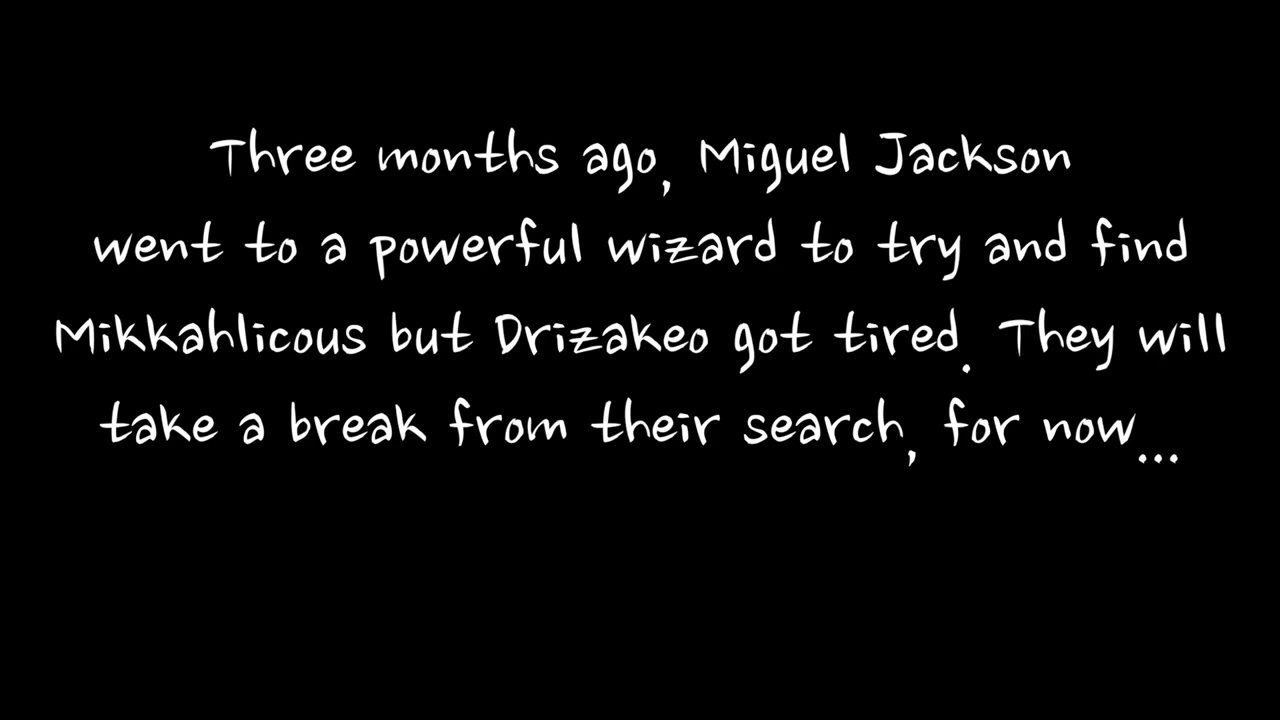 Three months ago, Miguel Jackson
went to a powerful wizard to try and find
Mikkahlicous but Drizakeo got tired. They will
take a break from their search, for now...